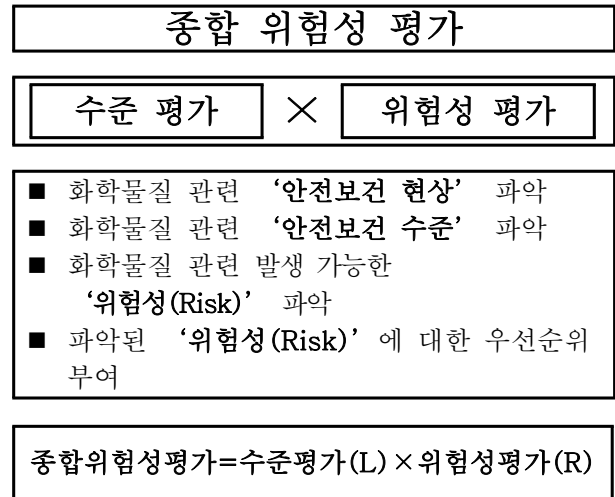 종합 위험성 평가
수준 평가 × 위험성 평가
■ 화학물질 관련 ‘안전보건 현상’ 파악
■ 화학물질 관련 ‘안전보건 수준’ 파악
■ 화학물질 관련 발생 가능한
‘위험성(Risk)’ 파악
■ 파악된 ‘위험성(Risk)’ 에 대한 우선순위
부여
종합위험성평가=수준평가(L)×위험성평가(R)